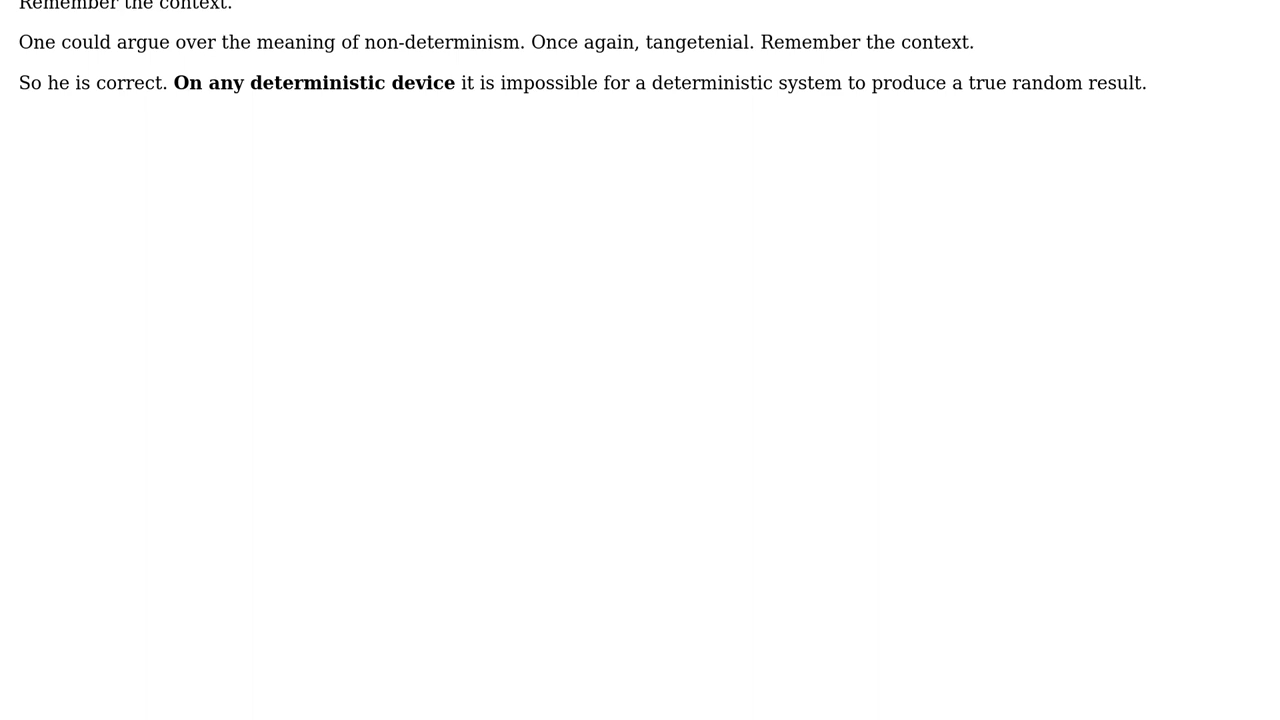 Remember the context.
One could argue over the meaning of non-determinism. Once again, tangetenial. Remember the context.
So he is correct. On any deterministic device it is impossible for a deterministic system to produce a true random result.